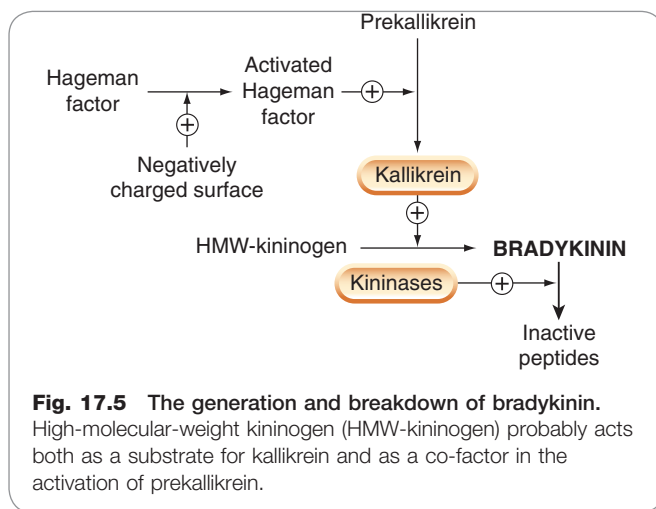 Prekallikrein
Hageman
factor
Activated
Hageman
factor
+
+
Negatively
charged surface
Kallikrein
+
HMW-kininogen
BRADYKININ
Kininases
+
Inactive
peptides
Fig. 17.5 The generation and breakdown of bradykinin.
High-molecular-weight kininogen (HMW-kininogen) probably acts
both as a substrate for kallikrein and as a co-factor in the
activation of prekallikrein.